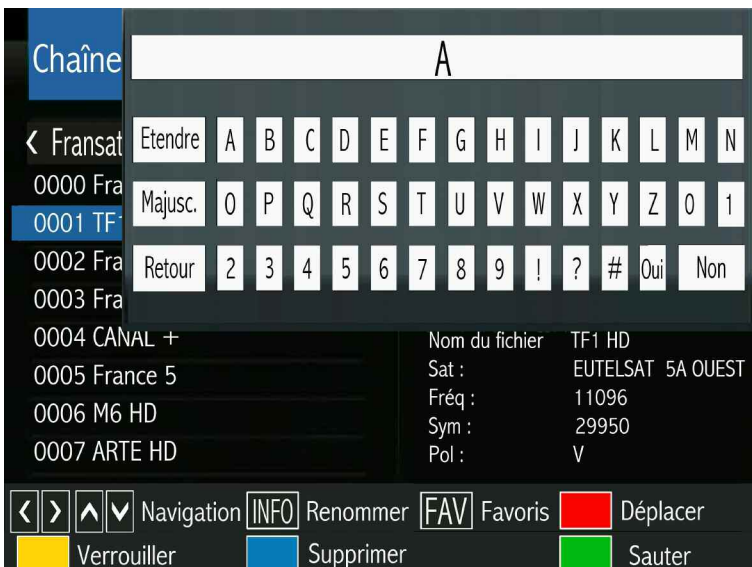 Chaîne
A
Etendre A B C D E F G H I J K L M N
Majusc. O P Q R S T U V W X Y Z 0 1
Retour 2 3 4 5 6 7 8 9 ! ? # Oui Non
Fransat
0000 Fra
0001 TF
0002 Fra
0003 Fra
0004 CANAL +
0005 France 5
0006 M6 HD
0007 ARTE HD
Nom du fichier TF1 HD
Sat : EUTELSAT 5A OUEST
Fréq : 11096
Sym : 29950
Pol : V
Navigation INFO Renommer FAV Favoris Déplacer
Verrouiller Supprimer Sauter